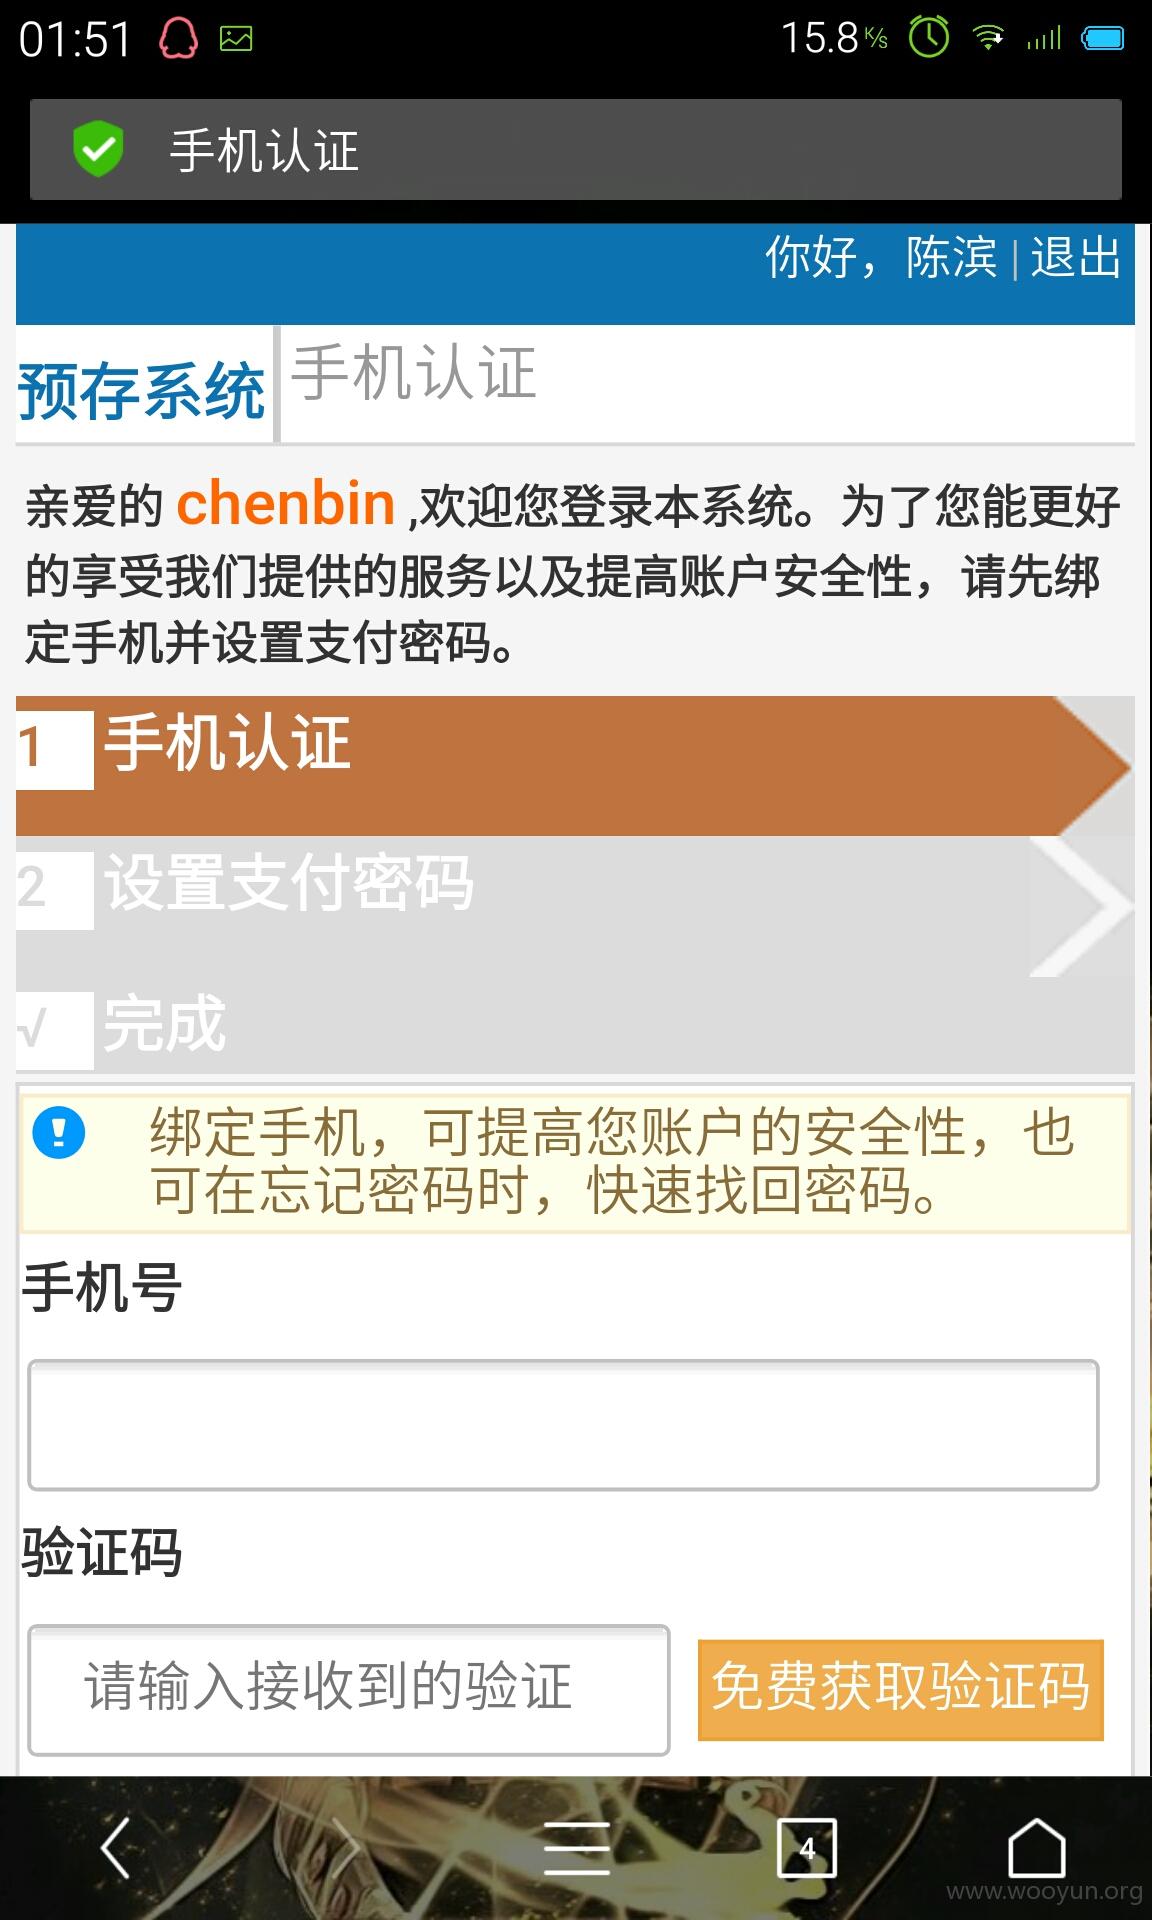 01:51
15.8K/s
手机认证
你好，陈滨 | 退出
预存系统
手机认证
亲爱的 chenbin ,欢迎您登录本系统。为了您能更好
的享受我们提供的服务以及提高账户安全性，请先绑
定手机并设置支付密码。
1 手机认证
2 设置支付密码
√ 完成
绑定手机，可提高您账户的安全性，也
可在忘记密码时，快速找回密码。
手机号
验证码
请输入接收到的验证
免费获取验证码
4
www.wooyun.org